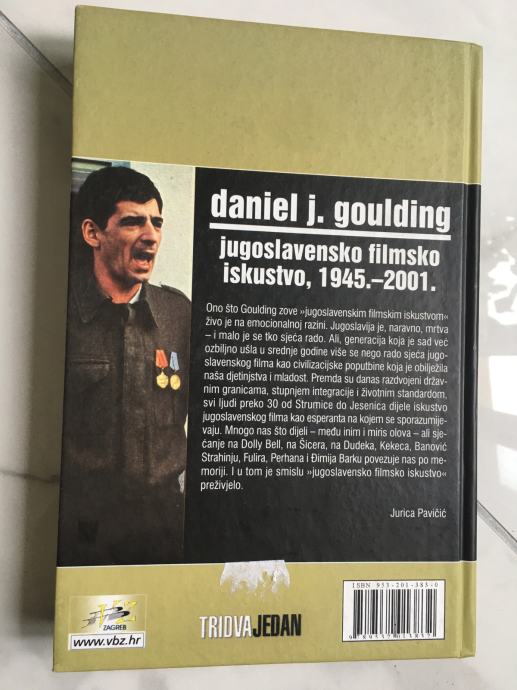 daniel j. goulding
jugoslavensko filmsko
iskustvo, 1945.–2001.
Ono što Goulding zove »jugoslavenskim filmskim iskustvom«
živo je na emocionalnoj razini. Jugoslavija je, naravno, mrtva
– i malo je se tko sjeća rado. Ali, generacija koja je sad već
ozbiljno ušla u srednje godine više se nego rado sjeća jugo-
slavenskog filma kao civilizacijske poputbine koja je obilježila
naša djetinjstva i mladost. Premda su danas razdvojeni držav-
nim granicama, stupnjem integracije i životnim standardom,
svi ljudi preko 30 od Strumice do Jesenica dijele iskustvo
jugoslavenskog filma kao esperanta na kojem se sporazumije-
vaju. Mnogo nas što dijeli – među inim i miris olova – ali sje-
ćanje na Dolly Bell, na Šicera, na Dudeka, Kekeca, Banović
Strahinju, Fulira, Perhana i Đimija Barku povezuje nas po me-
moriji. I u tom je smislu »jugoslavensko filmsko iskustvo«
preživjelo.
Jurica Pavičić
ISBN 953-201-383-0
9 789532 013832
VBZ
ZAGREB
www.vbz.hr
TRIDVAJEDAN